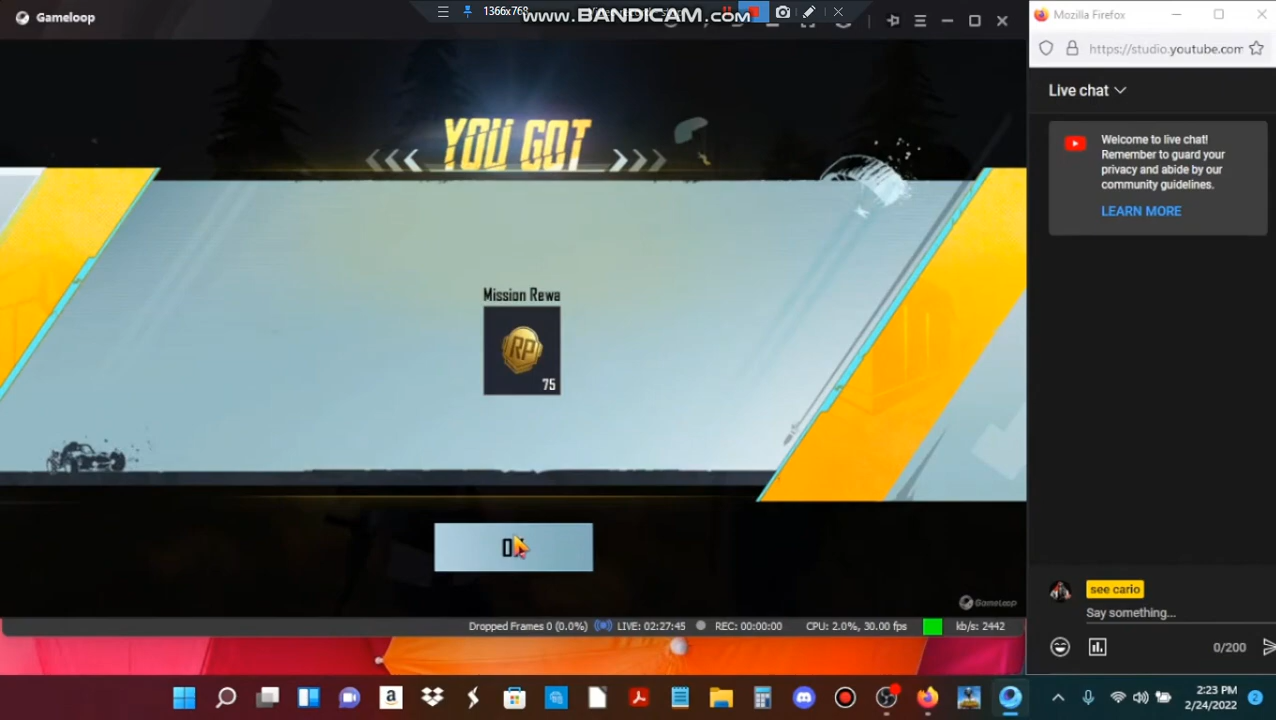 Gameloop
1366x768
www.BANDICAM.com
Mozilla Firefox
https://studio.youtube.com
Live chat
Welcome to live chat!
Remember to guard your
privacy and abide by our
community guidelines.
LEARN MORE
YOU GOT
Mission Rewa
RP
75
GameLoop
see cario
Say something...
0/200
Dropped Frames 0 (0.0%) LIVE: 02:27:45 REC: 00:00:00 CPU: 2.0%, 30.00 fps kb/s: 2442
2:23 PM
2/24/2022
2